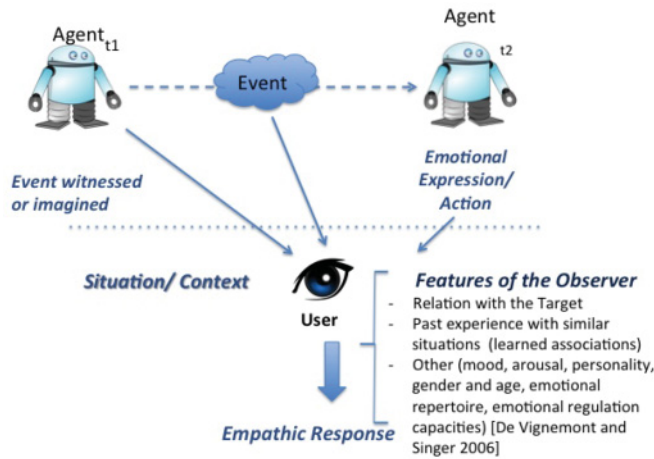 Agent t1
Agent t2
Event
Event witnessed
or imagined
Emotional
Expression/
Action
Situation/ Context
User
Features of the Observer
- Relation with the Target
- Past experience with similar
situations (learned associations)
- Other (mood, arousal, personality,
gender and age, emotional
repertoire, emotional regulation
capacities) [De Vignemont and
Singer 2006]
Empathic Response